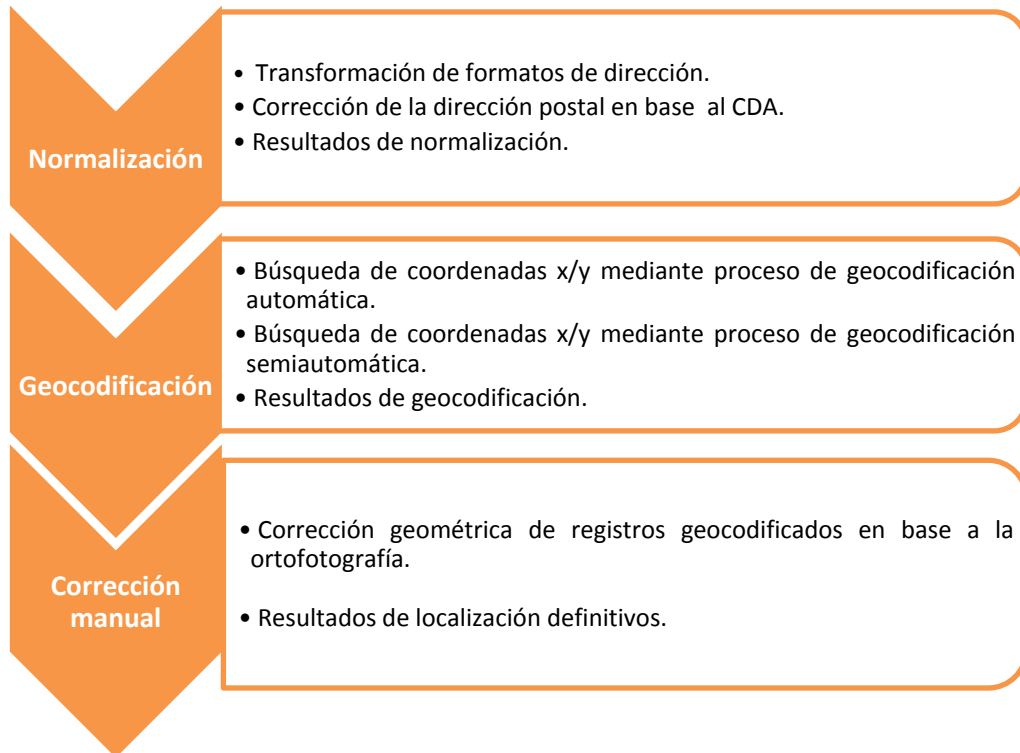 Normalización
• Transformación de formatos de dirección.
• Corrección de la dirección postal en base al CDA.
• Resultados de normalización.
Geocodificación
• Búsqueda de coordenadas x/y mediante proceso de geocodificación
automática.
• Búsqueda de coordenadas x/y mediante proceso de geocodificación
semiautomática.
• Resultados de geocodificación.
Corrección
manual
• Corrección geométrica de registros geocodificados en base a la
ortofotografía.
• Resultados de localización definitivos.